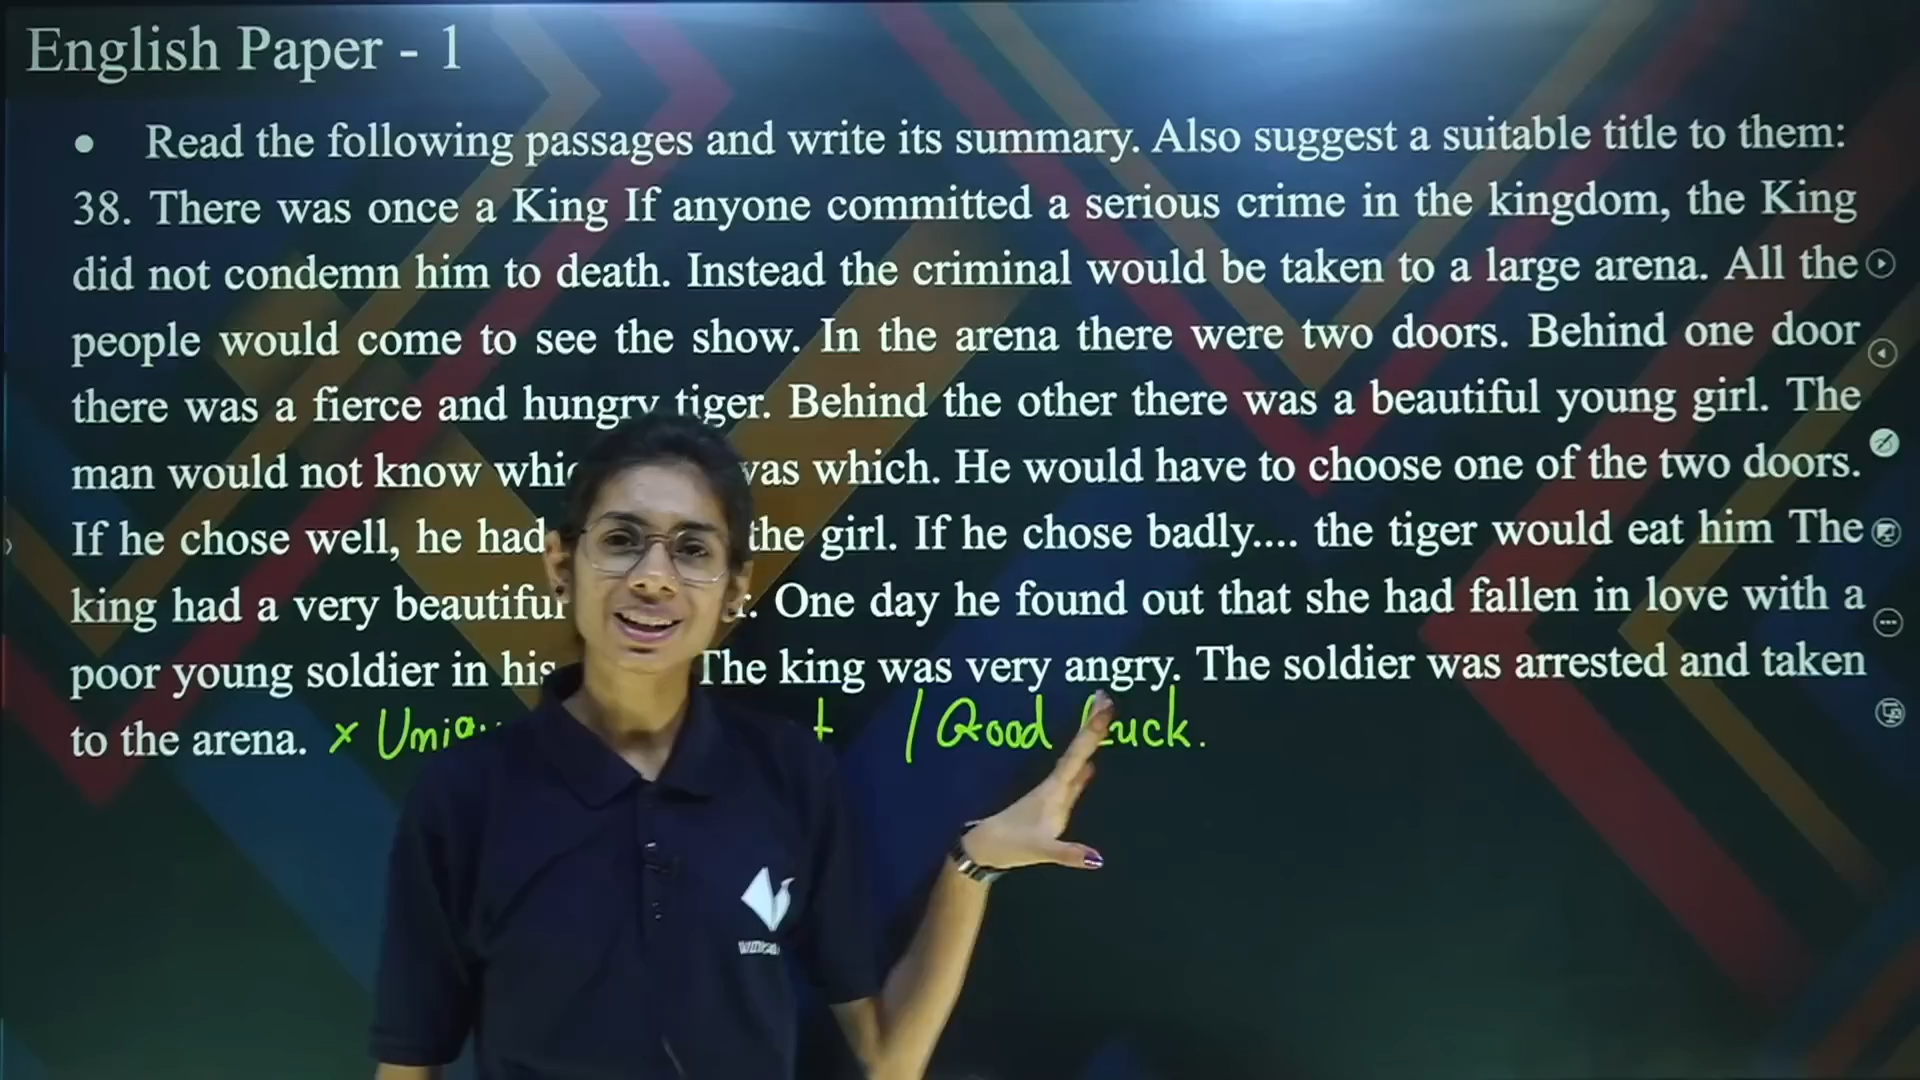 English Paper - 1
• Read the following passages and write its summary. Also suggest a suitable title to them:
38. There was once a King If anyone committed a serious crime in the kingdom, the King
did not condemn him to death. Instead the criminal would be taken to a large arena. All the
people would come to see the show. In the arena there were two doors. Behind one door
there was a fierce and hungry tiger. Behind the other there was a beautiful young girl. The
man would not know was which. He would have to choose one of the two doors.
If he chose well, he had the girl. If he chose badly.... the tiger would eat him The
king had a very beautiful One day he found out that she had fallen in love with a
poor young soldier in his The king was very angry. The soldier was arrested and taken
to the arena. x / Good Luck.